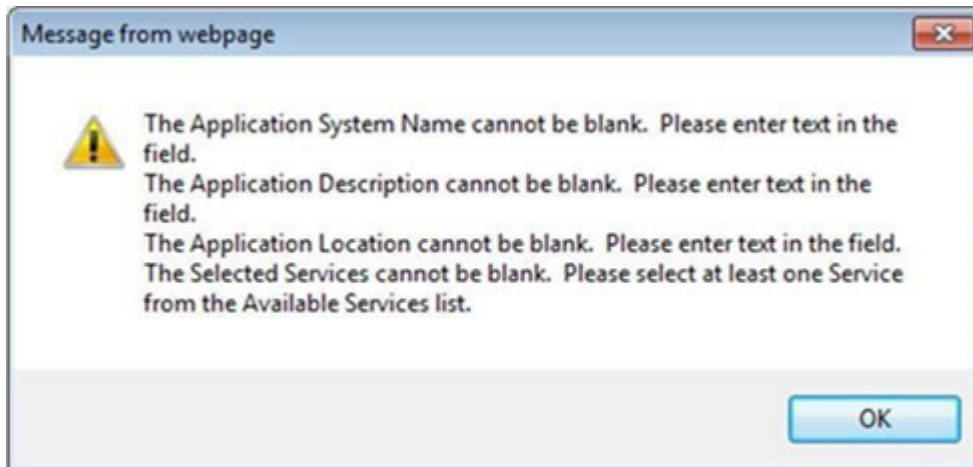 Message from webpage
The Application System Name cannot be blank.  Please enter text in the
field.
The Application Description cannot be blank.  Please enter text in the
field.
The Application Location cannot be blank.  Please enter text in the field.
The Selected Services cannot be blank.  Please select at least one Service
from the Available Services list.
OK